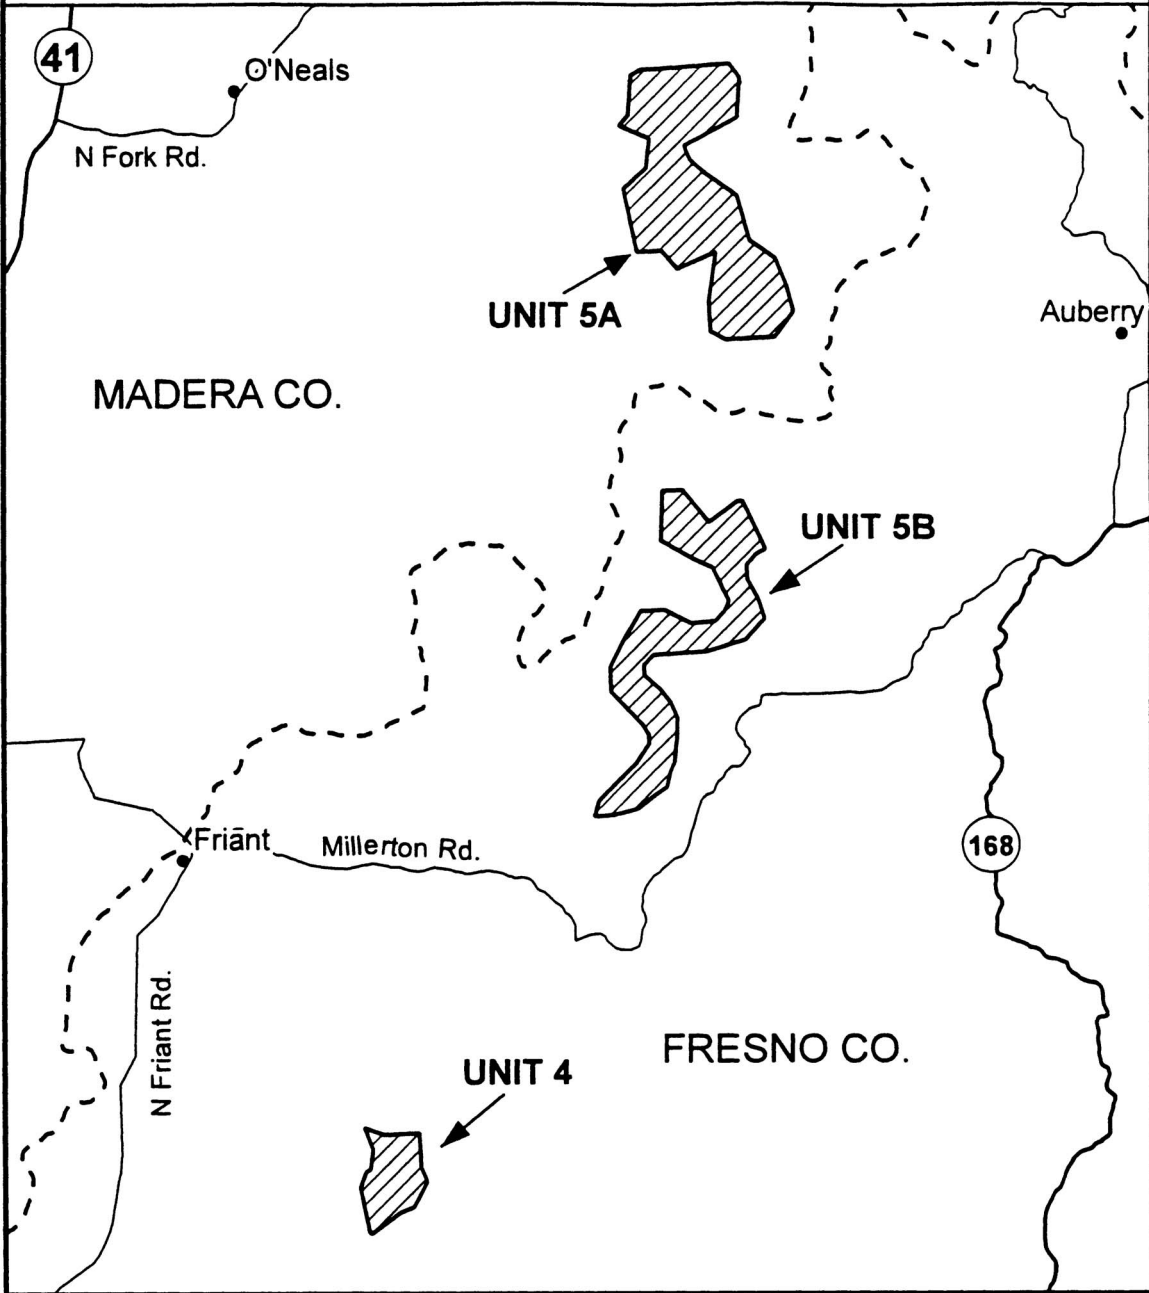 41
O'Neals
N Fork Rd.
UNIT 5A
Auberry
MADERA CO.
UNIT 5B
Friant
Millerton Rd.
168
N Friant Rd.
FRESNO CO.
UNIT 4